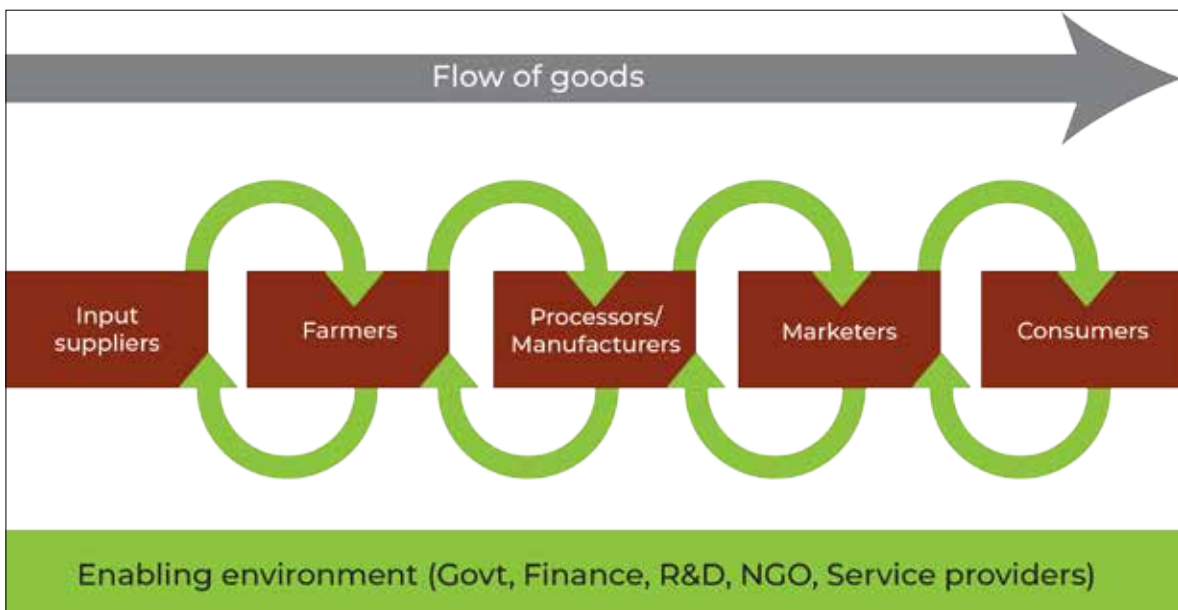 Flow of goods
Input
suppliers
Farmers
Processors/
Manufacturers
Marketers
Consumers
Enabling environment (Govt, Finance, R&D, NGO, Service providers)